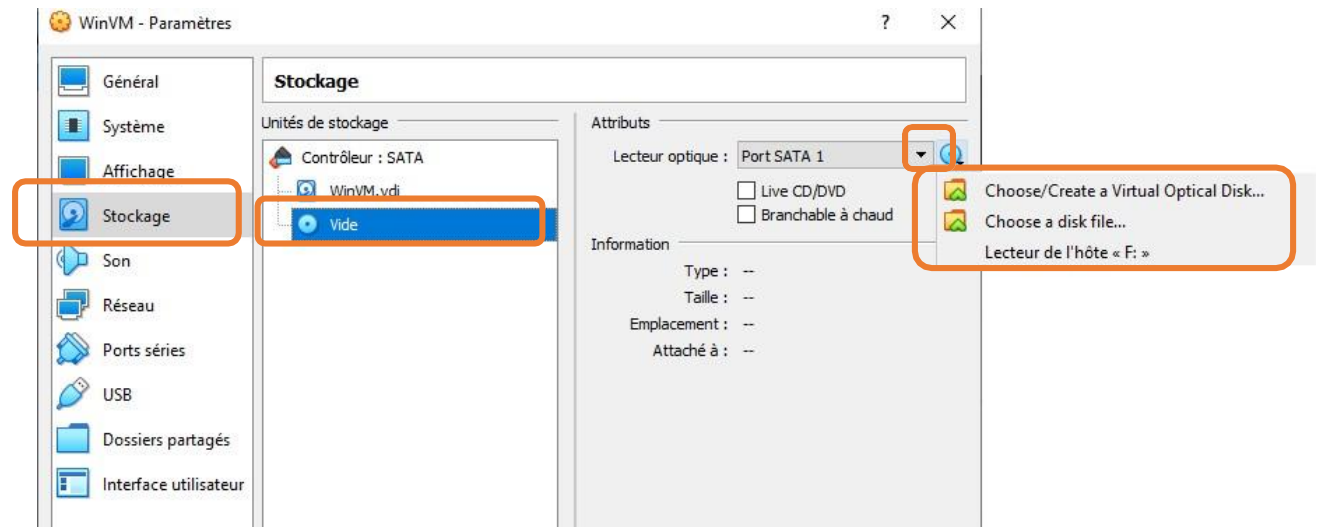 WinVM - Paramètres ?
Général
Système
Affichage
Stockage
Son
Réseau
Ports séries
USB
Dossiers partagés
Interface utilisateur
Stockage
Unités de stockage
Contrôleur : SATA
WinVM.vdi
Vide
Attributs
Lecteur optique : Port SATA 1
Live CD/DVD
Branchable à chaud
Information
Type : --
Taille : --
Emplacement : --
Attaché à : --
Choose/Create a Virtual Optical Disk...
Choose a disk file...
Lecteur de l'hôte « F: »